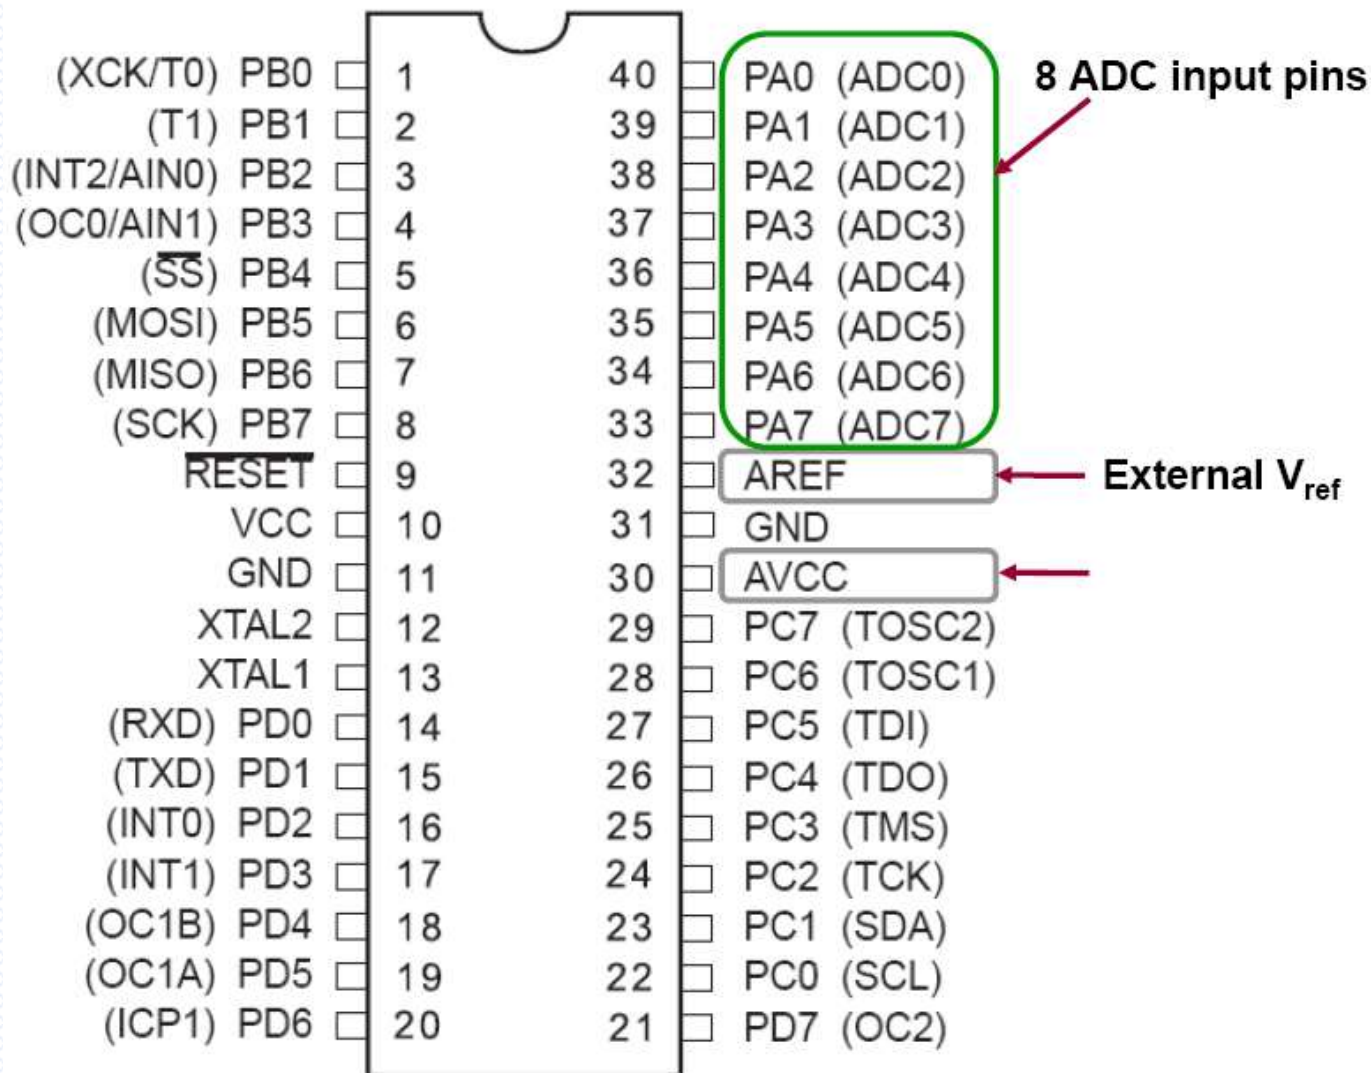 (XCK/T0) PB0 1 40 PA0 (ADC0) 8 ADC input pins
(T1) PB1 2 39 PA1 (ADC1)
(INT2/AIN0) PB2 3 38 PA2 (ADC2)
(OC0/AIN1) PB3 4 37 PA3 (ADC3)
(SS) PB4 5 36 PA4 (ADC4)
(MOSI) PB5 6 35 PA5 (ADC5)
(MISO) PB6 7 34 PA6 (ADC6)
(SCK) PB7 8 33 PA7 (ADC7)
RESET 9 32 AREF External Vref
VCC 10 31 GND
GND 11 30 AVCC
XTAL2 12 29 PC7 (TOSC2)
XTAL1 13 28 PC6 (TOSC1)
(RXD) PD0 14 27 PC5 (TDI)
(TXD) PD1 15 26 PC4 (TDO)
(INT0) PD2 16 25 PC3 (TMS)
(INT1) PD3 17 24 PC2 (TCK)
(OC1B) PD4 18 23 PC1 (SDA)
(OC1A) PD5 19 22 PC0 (SCL)
(ICP1) PD6 20 21 PD7 (OC2)